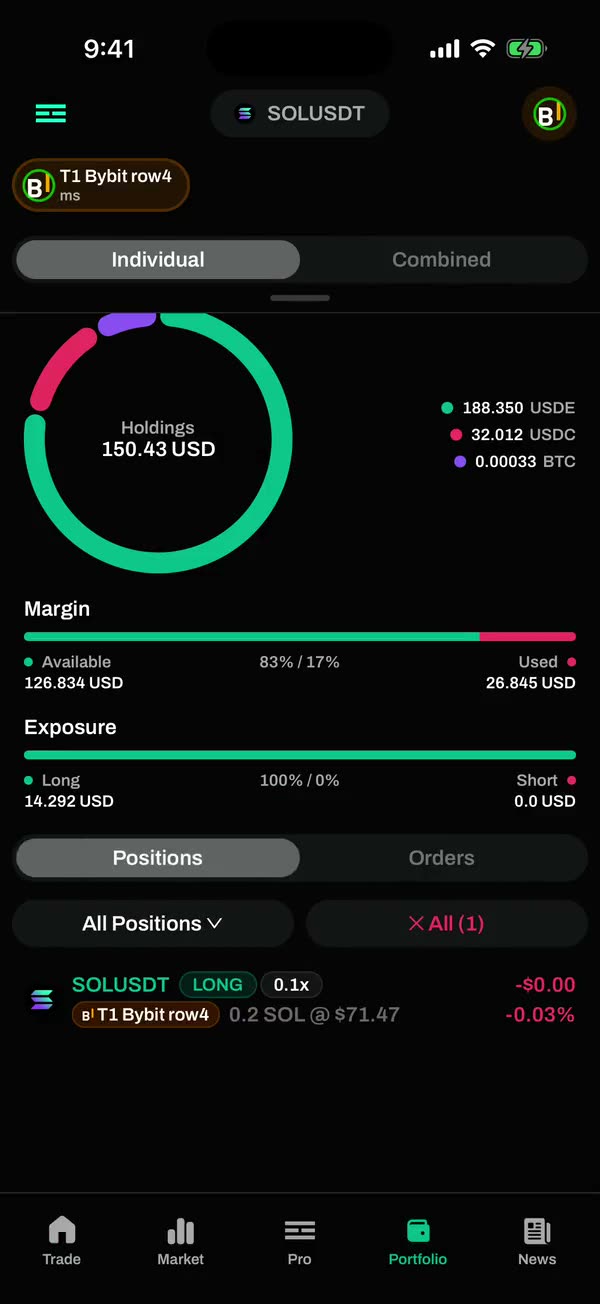 9:41
SOLUSDT
T1 Bybit row4
ms
Individual Combined
Holdings
150.43 USD
188.350 USDE
32.012 USDC
0.00033 BTC
Margin
Available 83% / 17% Used
126.834 USD 26.845 USD
Exposure
Long 100% / 0% Short
14.292 USD 0.0 USD
Positions Orders
All Positions All (1)
SOLUSDT LONG 0.1x -$0.00
T1 Bybit row4 0.2 SOL @ $71.47 -0.03%
Trade Market Pro Portfolio News